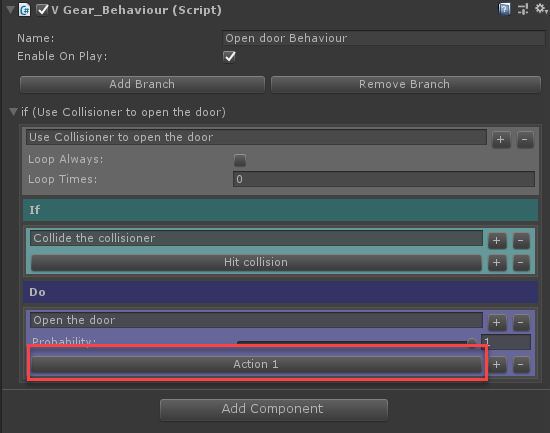 V Gear_Behaviour (Script)
Name: Open door Behaviour
Enable On Play:
Add Branch Remove Branch
if (Use Collisioner to open the door)
Use Collisioner to open the door + -
Loop Always:
Loop Times: 0
If
Collide the collisioner + -
Hit collision + -
Do
Open the door + -
Probability: 1
Action 1 + -
Add Component